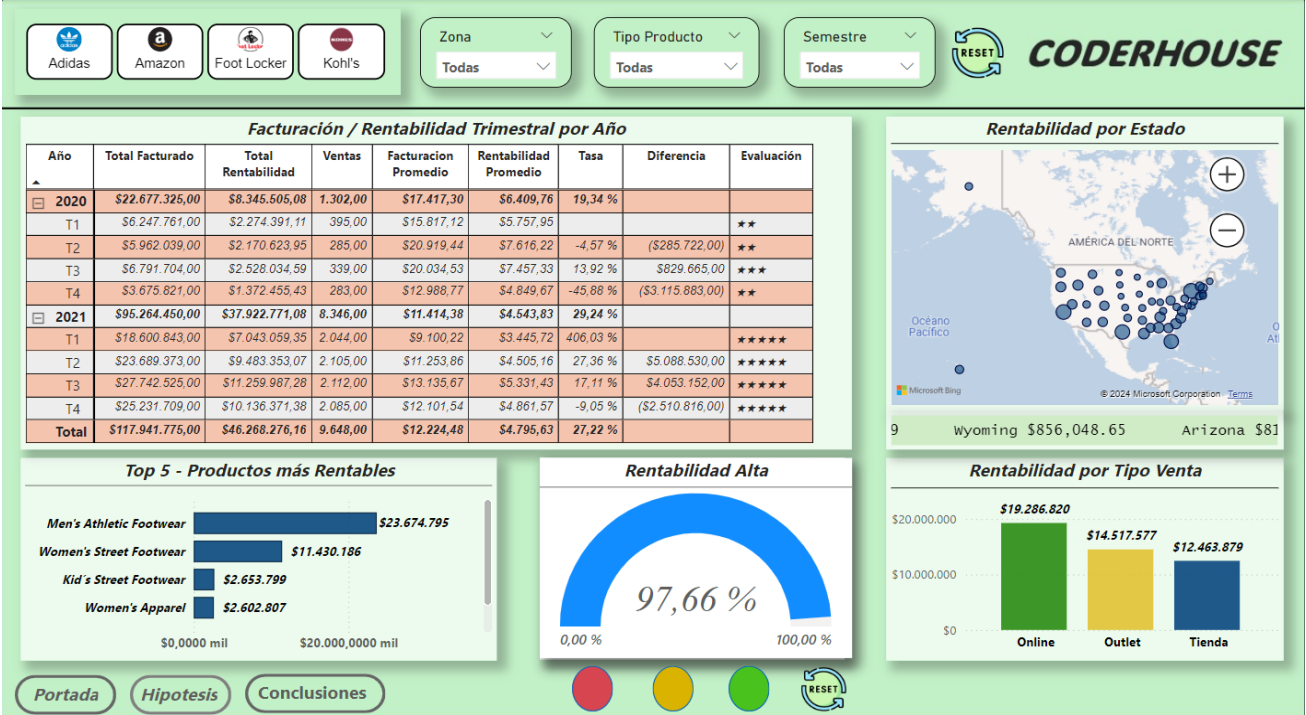 Adidas
Amazon
Foot Locker
KOHL'S
Kohl's
Zona
Todas
Tipo Producto
Todas
Semestre
Todas
RESET
CODERHOUSE
Facturación / Rentabilidad Trimestral por Año
Año Total Facturado Total Rentabilidad Ventas Facturacion Promedio Rentabilidad Promedio Tasa Diferencia Evaluación
2020 $22.677.325,00 $8.345.505,08 1.302,00 $17.417,30 $6.409,76 19,34 %
T1 $6.247.761,00 $2.274.391,11 395,00 $15.817,12 $5.757,95 ★★
T2 $5.962.039,00 $2.170.623,95 285,00 $20.919,44 $7.616,22 -4,57 % ($285.722,00) ★★
T3 $6.791.704,00 $2.528.034,59 339,00 $20.034,53 $7.457,33 13,92 % $829.665,00 ★★★
T4 $3.675.821,00 $1.372.455,43 283,00 $12.988,77 $4.849,67 -45,88 % ($3.115.883,00) ★★
2021 $95.264.450,00 $37.922.771,08 8.346,00 $11.414,38 $4.543,83 29,24 %
T1 $18.600.843,00 $7.043.059,35 2.044,00 $9.100,22 $3.445,72 406,03 % ★★★★★
T2 $23.689.373,00 $9.483.353,07 2.105,00 $11.253,86 $4.505,16 27,36 % $5.088.530,00 ★★★★★
T3 $27.742.525,00 $11.259.987,28 2.112,00 $13.135,67 $5.331,43 17,11 % $4.053.152,00 ★★★★★
T4 $25.231.709,00 $10.136.371,38 2.085,00 $12.101,54 $4.861,57 -9,05 % ($2.510.816,00) ★★★★★
Total $117.941.775,00 $46.268.276,16 9.648,00 $12.224,48 $4.795,63 27,22 %
Rentabilidad por Estado
AMÉRICA DEL NORTE
Océano
Pacífico
Microsoft Bing
© 2024 Microsoft Corporation Terms
9 Wyoming $856,048.65 Arizona $81
Top 5 - Productos más Rentables
Men's Athletic Footwear $23.674.795
Women's Street Footwear $11.430.186
Kid´s Street Footwear $2.653.799
Women's Apparel $2.602.807
$0,0000 mil $20.000,0000 mil
Rentabilidad Alta
97,66 %
0,00 % 100,00 %
Rentabilidad por Tipo Venta
$20.000.000
$10.000.000
$0
$19.286.820
$14.517.577
$12.463.879
Online Outlet Tienda
Portada
Hipotesis
Conclusiones
RESET